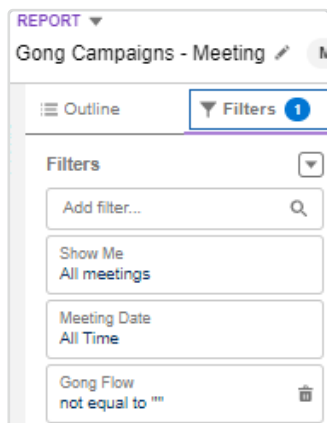 REPORT
Gong Campaigns - Meeting
Outline
Filters 1
Filters
Add filter...
Show Me
All meetings
Meeting Date
All Time
Gong Flow
not equal to ""